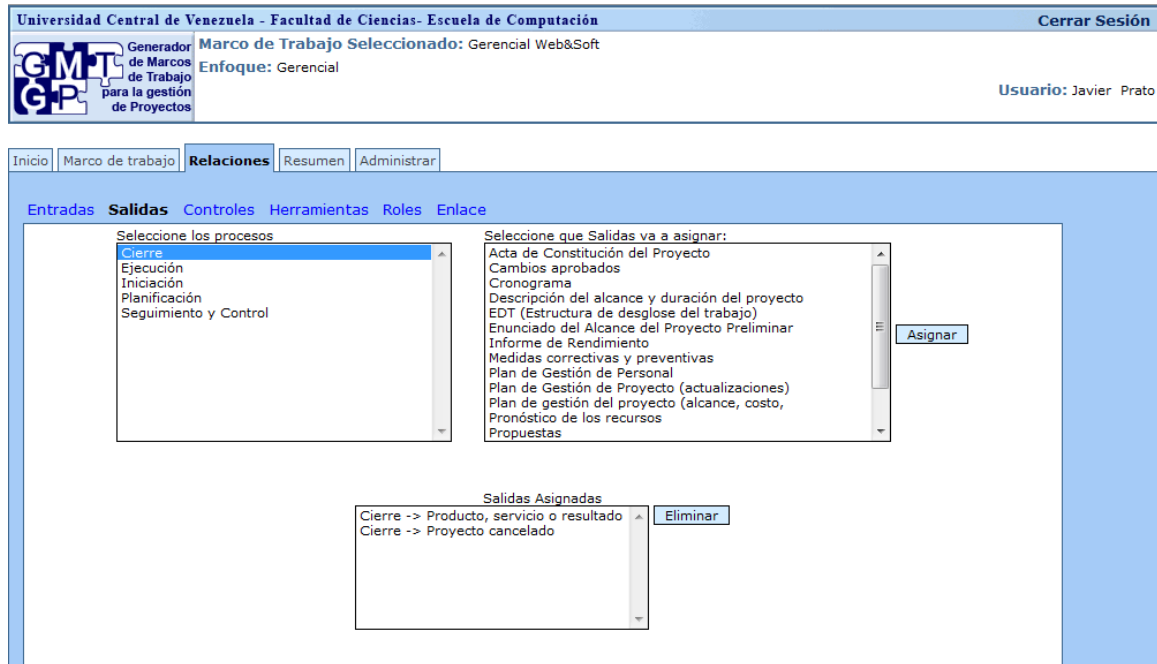 Universidad Central de Venezuela - Facultad de Ciencias- Escuela de Computación
Cerrar Sesión
GMT
GP
Generador
de Marcos
de Trabajo
para la gestión
de Proyectos
Marco de Trabajo Seleccionado: Gerencial Web&Soft
Enfoque: Gerencial
Usuario: Javier Prato
Inicio Marco de trabajo Relaciones Resumen Administrar
Entradas Salidas Controles Herramientas Roles Enlace
Seleccione los procesos
Cierre
Ejecución
Iniciación
Planificación
Seguimiento y Control
Seleccione que Salidas va a asignar:
Acta de Constitución del Proyecto
Cambios aprobados
Cronograma
Descripción del alcance y duración del proyecto
EDT (Estructura de desglose del trabajo)
Enunciado del Alcance del Proyecto Preliminar
Informe de Rendimiento
Medidas correctivas y preventivas
Plan de Gestión de Personal
Plan de Gestión de Proyecto (actualizaciones)
Plan de gestión del proyecto (alcance, costo,
Pronóstico de los recursos
Propuestas
Asignar
Salidas Asignadas
Cierre -> Producto, servicio o resultado
Cierre -> Proyecto cancelado
Eliminar